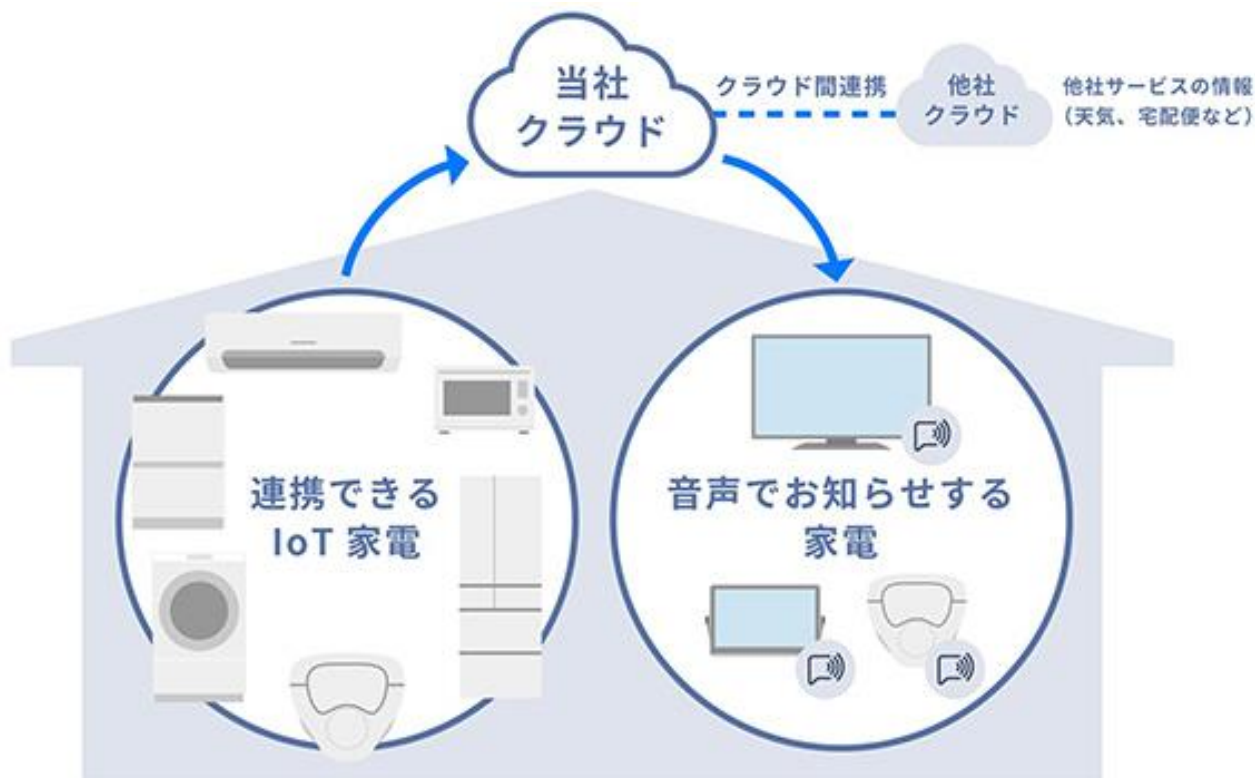 当社
クラウド
クラウド間連携
他社
クラウド
他社サービスの情報
(天気、宅配便など)
連携できる
IoT 家電
音声でお知らせする
家電